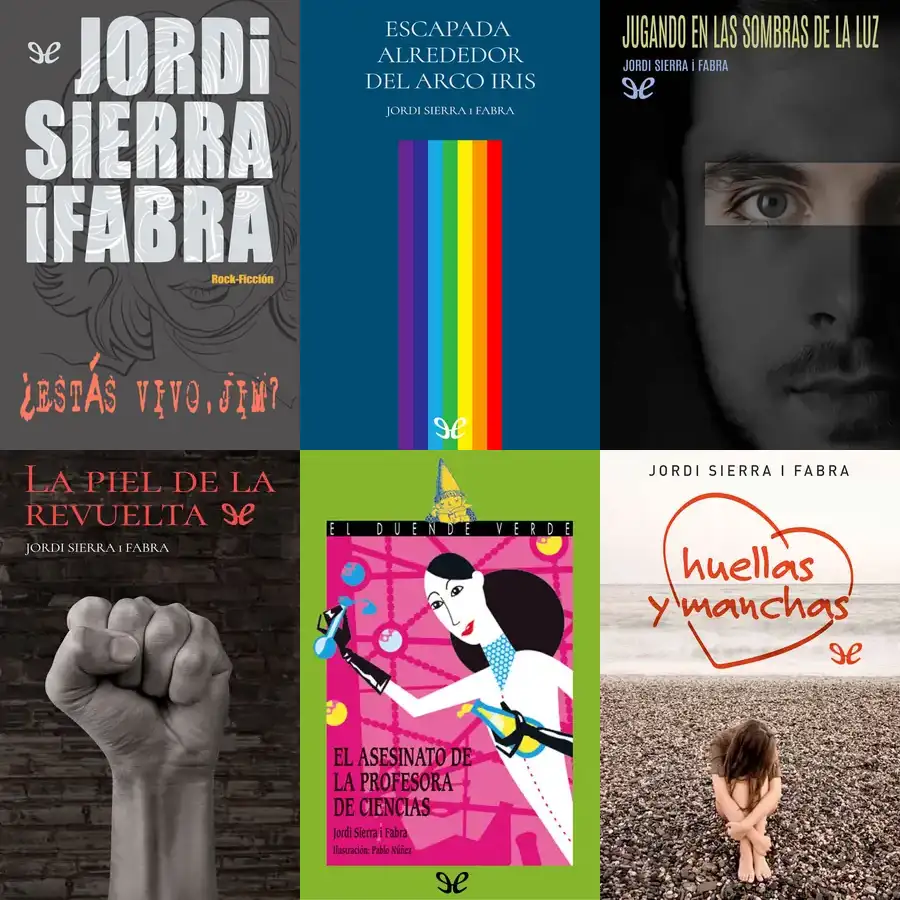 JORDi
SIERRA
iFABRA
Rock-Ficción
¿ESTÁS VIVO, JIM?
ESCAPADA
ALREDEDOR
DEL ARCO IRIS
JORDI SIERRA i FABRA
JUGANDO EN LAS SOMBRAS DE LA LUZ
JORDI SIERRA i FABRA
LA PIEL DE LA
REVUELTA
JORDI SIERRA i FABRA
EL DUENDE VERDE
EL ASESINATO DE
LA PROFESORA
DE CIENCIAS
Jordi Sierra i Fabra
Ilustración: Pablo Núñez
JORDI SIERRA I FABRA
huellas
y manchas